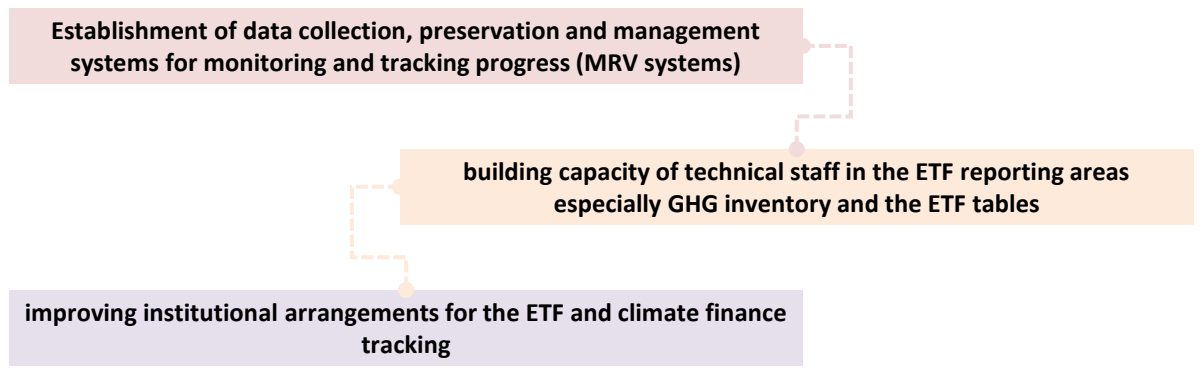 Establishment of data collection, preservation and management
systems for monitoring and tracking progress (MRV systems)
building capacity of technical staff in the ETF reporting areas
especially GHG inventory and the ETF tables
improving institutional arrangements for the ETF and climate finance
tracking